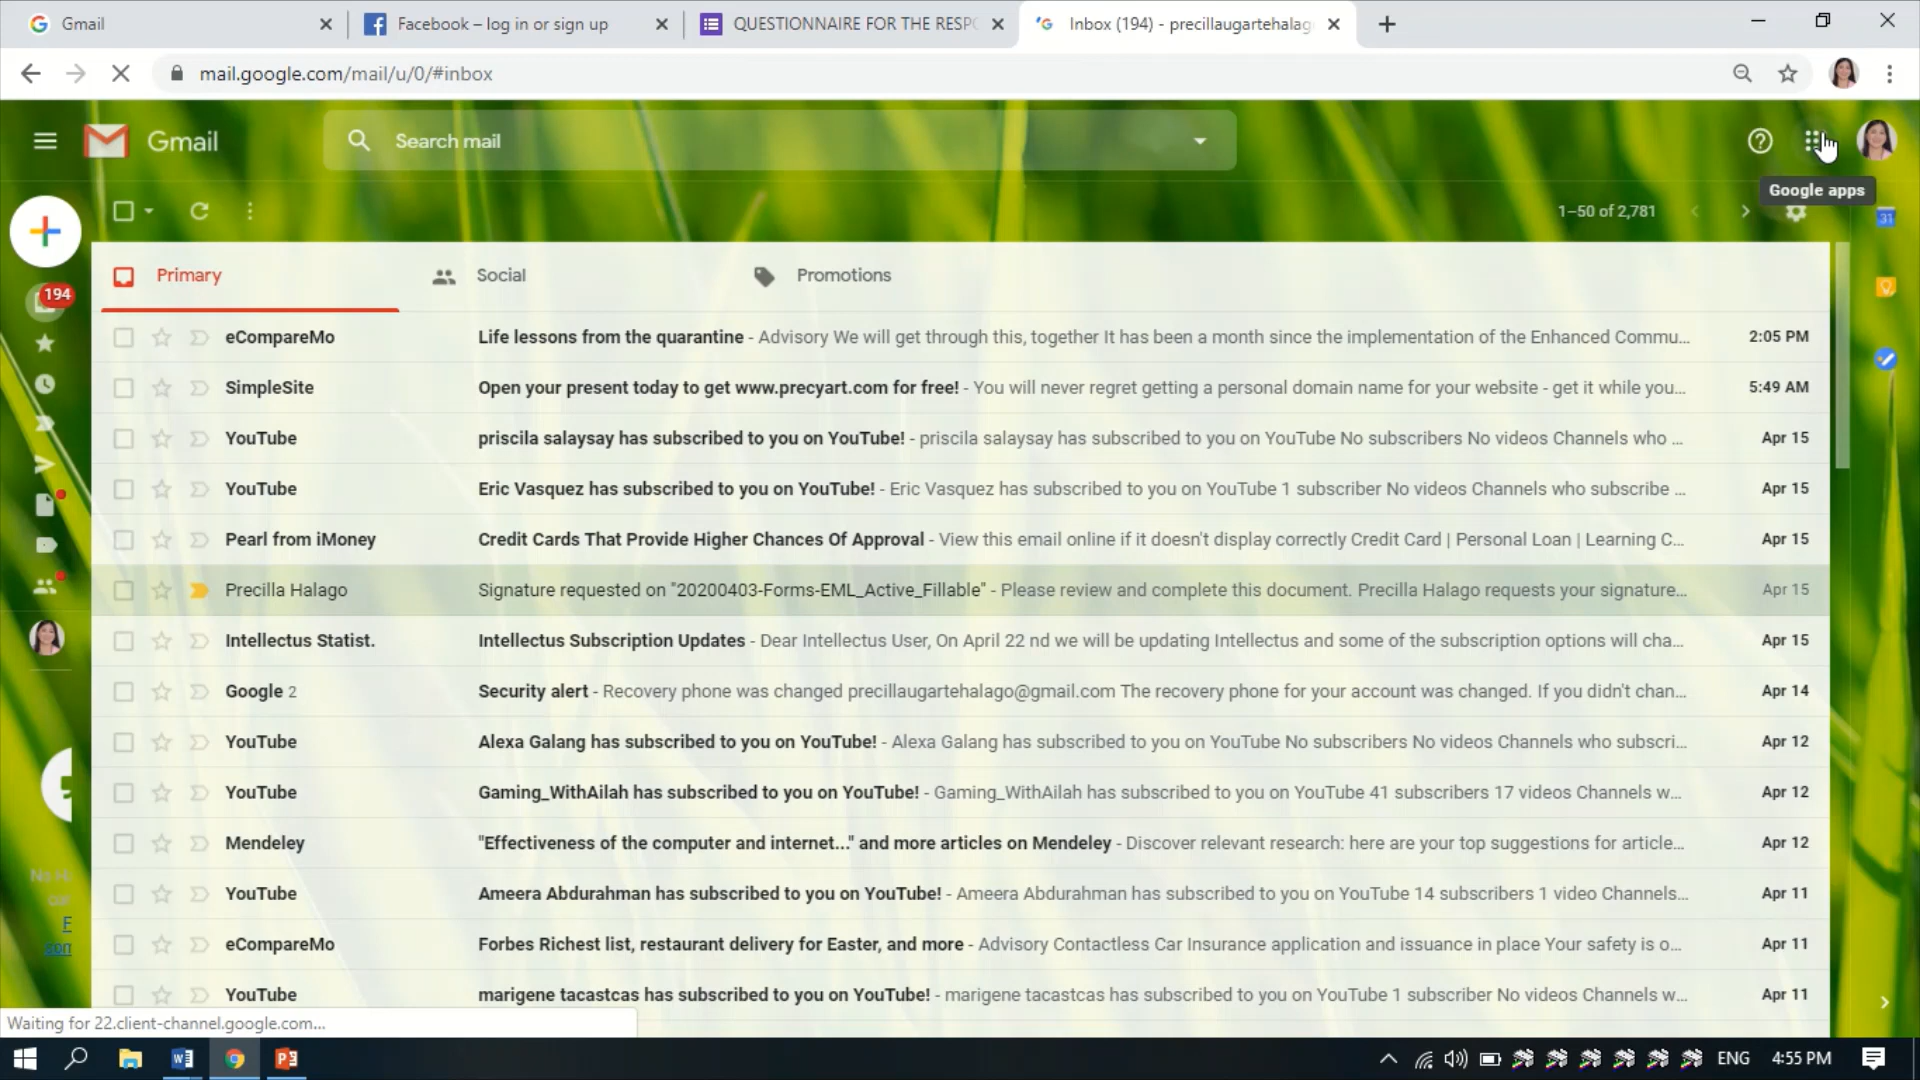 Gmail
Facebook – log in or sign up
QUESTIONNAIRE FOR THE RESP
Inbox (194) - precillaugartehalag
mail.google.com/mail/u/0/#inbox
Gmail
Search mail
Google apps
1–50 of 2,781
31
194
Primary
Social
Promotions
eCompareMo Life lessons from the quarantine - Advisory We will get through this, together It has been a month since the implementation of the Enhanced Commu... 2:05 PM
SimpleSite Open your present today to get www.precyart.com for free! - You will never regret getting a personal domain name for your website - get it while you... 5:49 AM
YouTube priscila salaysay has subscribed to you on YouTube! - priscila salaysay has subscribed to you on YouTube No subscribers No videos Channels who ... Apr 15
YouTube Eric Vasquez has subscribed to you on YouTube! - Eric Vasquez has subscribed to you on YouTube 1 subscriber No videos Channels who subscribe ... Apr 15
Pearl from iMoney Credit Cards That Provide Higher Chances Of Approval - View this email online if it doesn't display correctly Credit Card | Personal Loan | Learning C... Apr 15
Precilla Halago Signature requested on "20200403-Forms-EML_Active_Fillable" - Please review and complete this document. Precilla Halago requests your signature... Apr 15
Intellectus Statist. Intellectus Subscription Updates - Dear Intellectus User, On April 22 nd we will be updating Intellectus and some of the subscription options will cha... Apr 15
Google 2 Security alert - Recovery phone was changed precillaugartehalago@gmail.com The recovery phone for your account was changed. If you didn't chan... Apr 14
YouTube Alexa Galang has subscribed to you on YouTube! - Alexa Galang has subscribed to you on YouTube No subscribers No videos Channels who subscri... Apr 12
YouTube Gaming_WithAilah has subscribed to you on YouTube! - Gaming_WithAilah has subscribed to you on YouTube 41 subscribers 17 videos Channels w... Apr 12
Mendeley "Effectiveness of the computer and internet..." and more articles on Mendeley - Discover relevant research: here are your top suggestions for article... Apr 12
YouTube Ameera Abdurahman has subscribed to you on YouTube! - Ameera Abdurahman has subscribed to you on YouTube 14 subscribers 1 video Channels... Apr 11
eCompareMo Forbes Richest list, restaurant delivery for Easter, and more - Advisory Contactless Car Insurance application and issuance in place Your safety is o... Apr 11
YouTube marigene tacastcas has subscribed to you on YouTube! - marigene tacastcas has subscribed to you on YouTube 1 subscriber No videos Channels w... Apr 11
Waiting for 22.client-channel.google.com...
ENG
4:55 PM